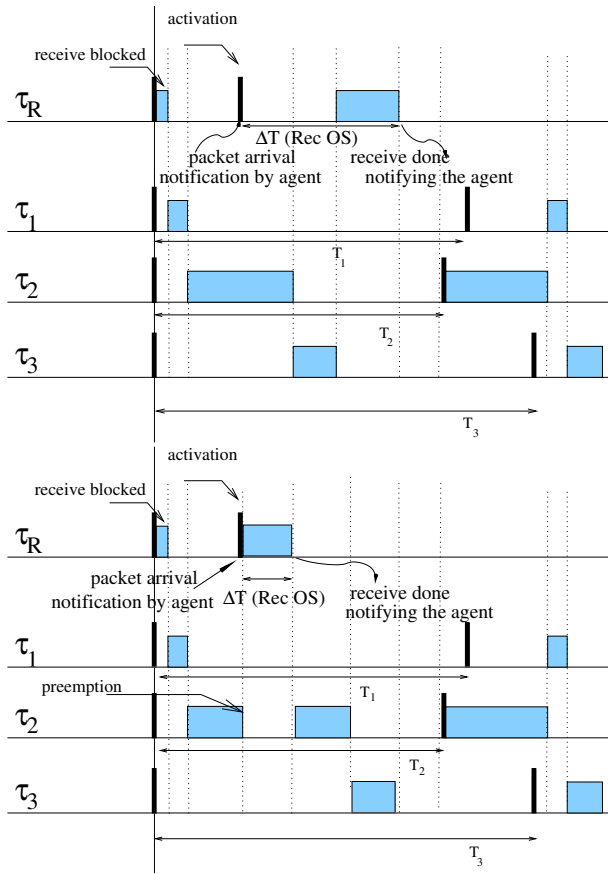 activation
receive blocked
τR
ΔT (Rec OS)
packet arrival
notification by agent
receive done
notifying the agent
τ1
T1
τ2
T2
τ3
T3
activation
receive blocked
τR
packet arrival
notification by agent
ΔT (Rec OS)
receive done
notifying the agent
τ1
preemption
T1
τ2
T2
τ3
T3